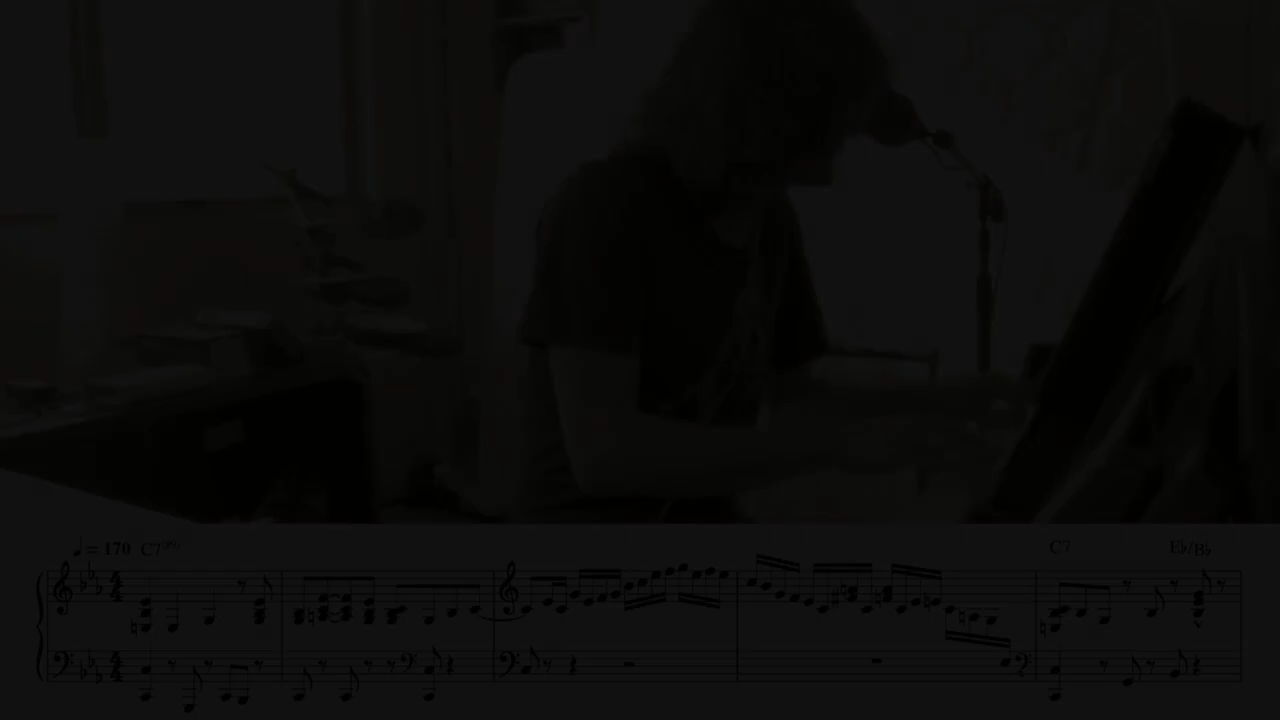 ♩ = 170 C7 C7 E♭/B♭